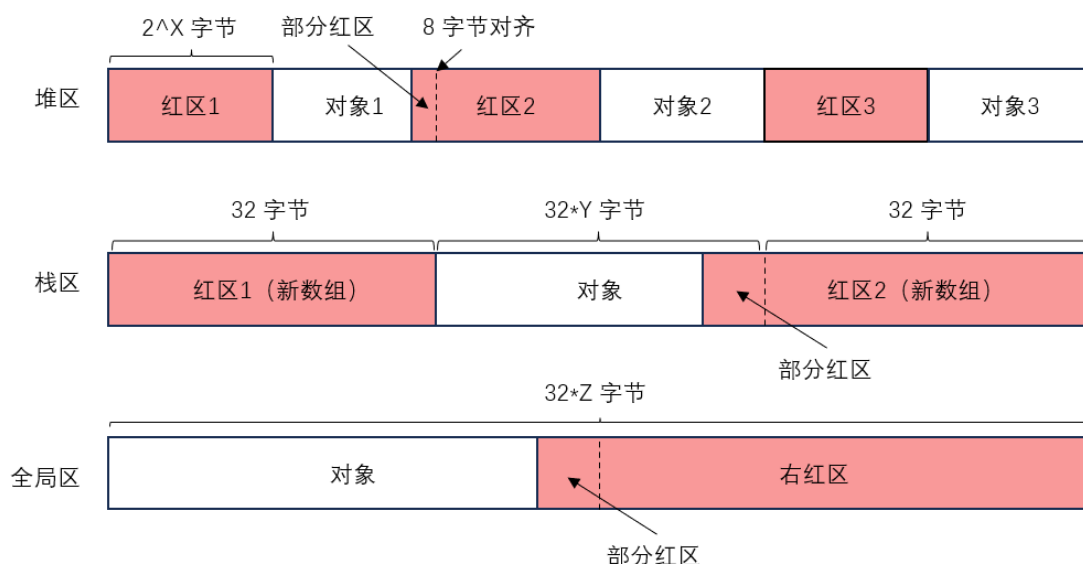 2^X 字节
部分红区
8 字节对齐
堆区
红区1
对象1
红区2
对象2
红区3
对象3
32 字节
32*Y 字节
32 字节
栈区
红区1（新数组）
对象
红区2（新数组）
部分红区
32*Z 字节
全局区
对象
右红区
部分红区